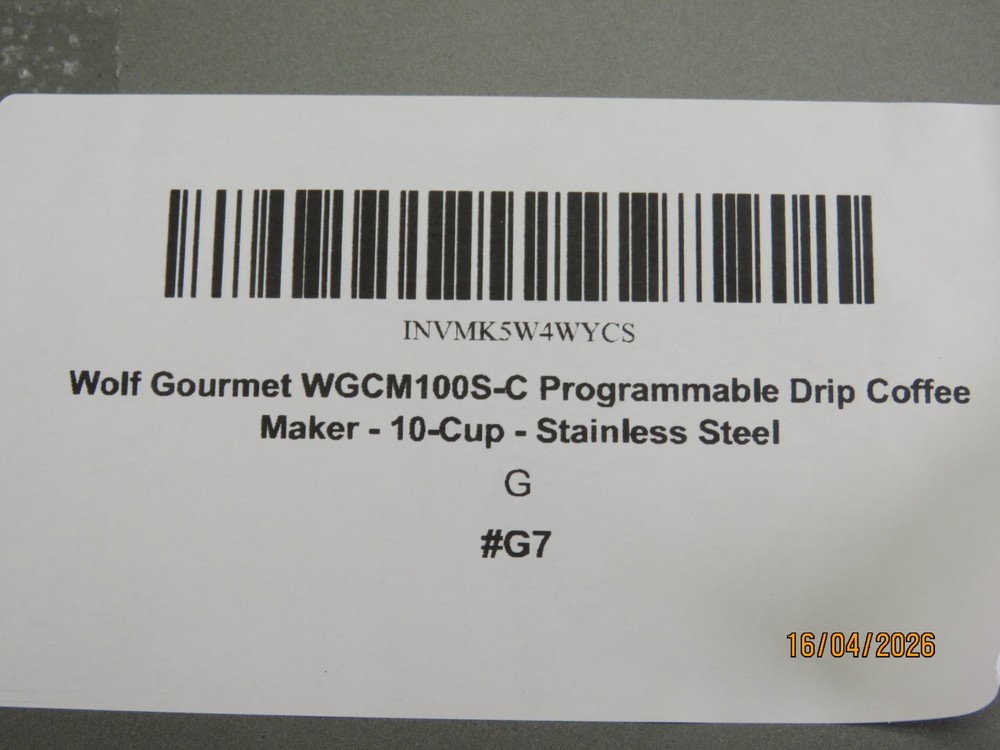 INVMK5W4WYCS
Wolf Gourmet WGCM100S-C Programmable Drip Coffee
Maker - 10-Cup - Stainless Steel
G
#G7
16/04/2026